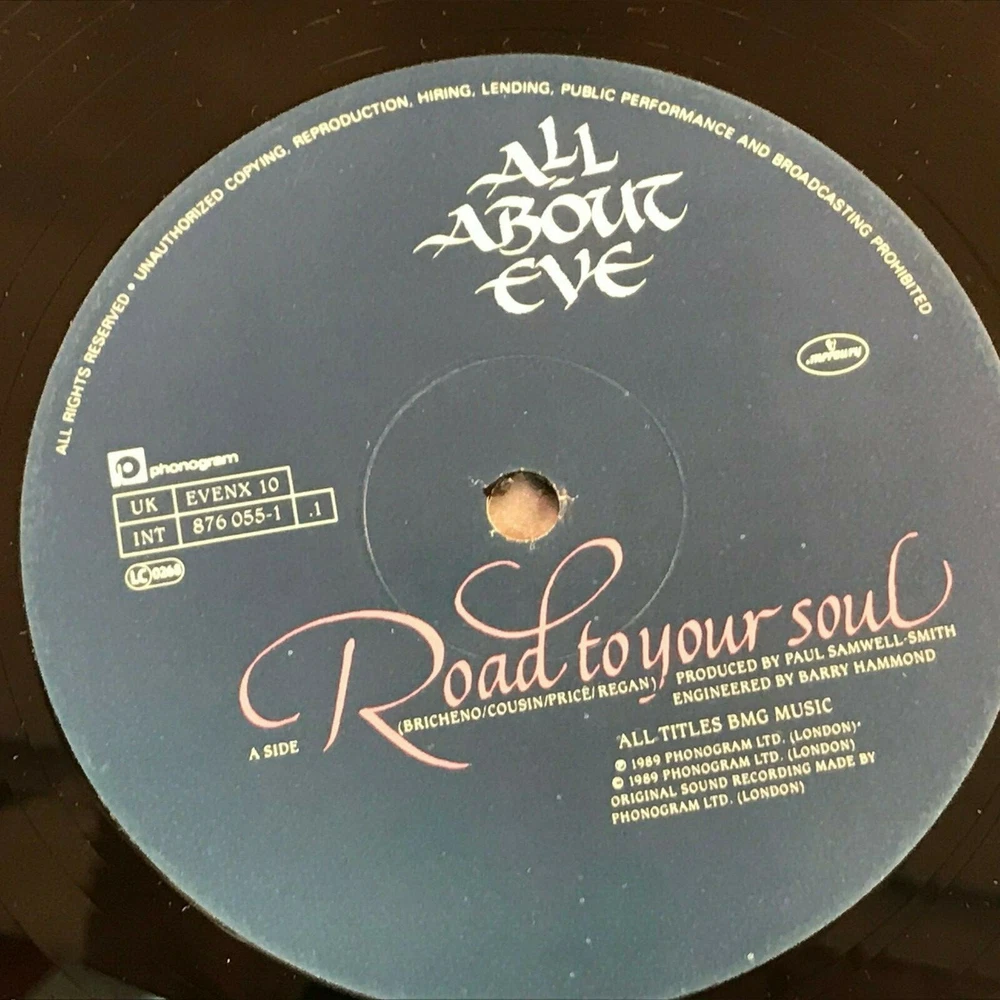 ALL RIGHTS RESERVED • UNAUTHORIZED COPYING, REPRODUCTION, HIRING, LENDING, PUBLIC PERFORMANCE AND BROADCASTING PROHIBITED
ALL
ABOUT
EVE
mercury
phonogram
UK EVENX 10
INT 876 055-1 .1
LC 0268
Road to your soul
(BRICHENO/COUSIN/PRICE/REGAN)
PRODUCED BY PAUL SAMWELL-SMITH
ENGINEERED BY BARRY HAMMOND
A SIDE
ALL TITLES BMG MUSIC
℗ 1989 PHONOGRAM LTD. (LONDON)
© 1989 PHONOGRAM LTD. (LONDON)
ORIGINAL SOUND RECORDING MADE BY
PHONOGRAM LTD. (LONDON)